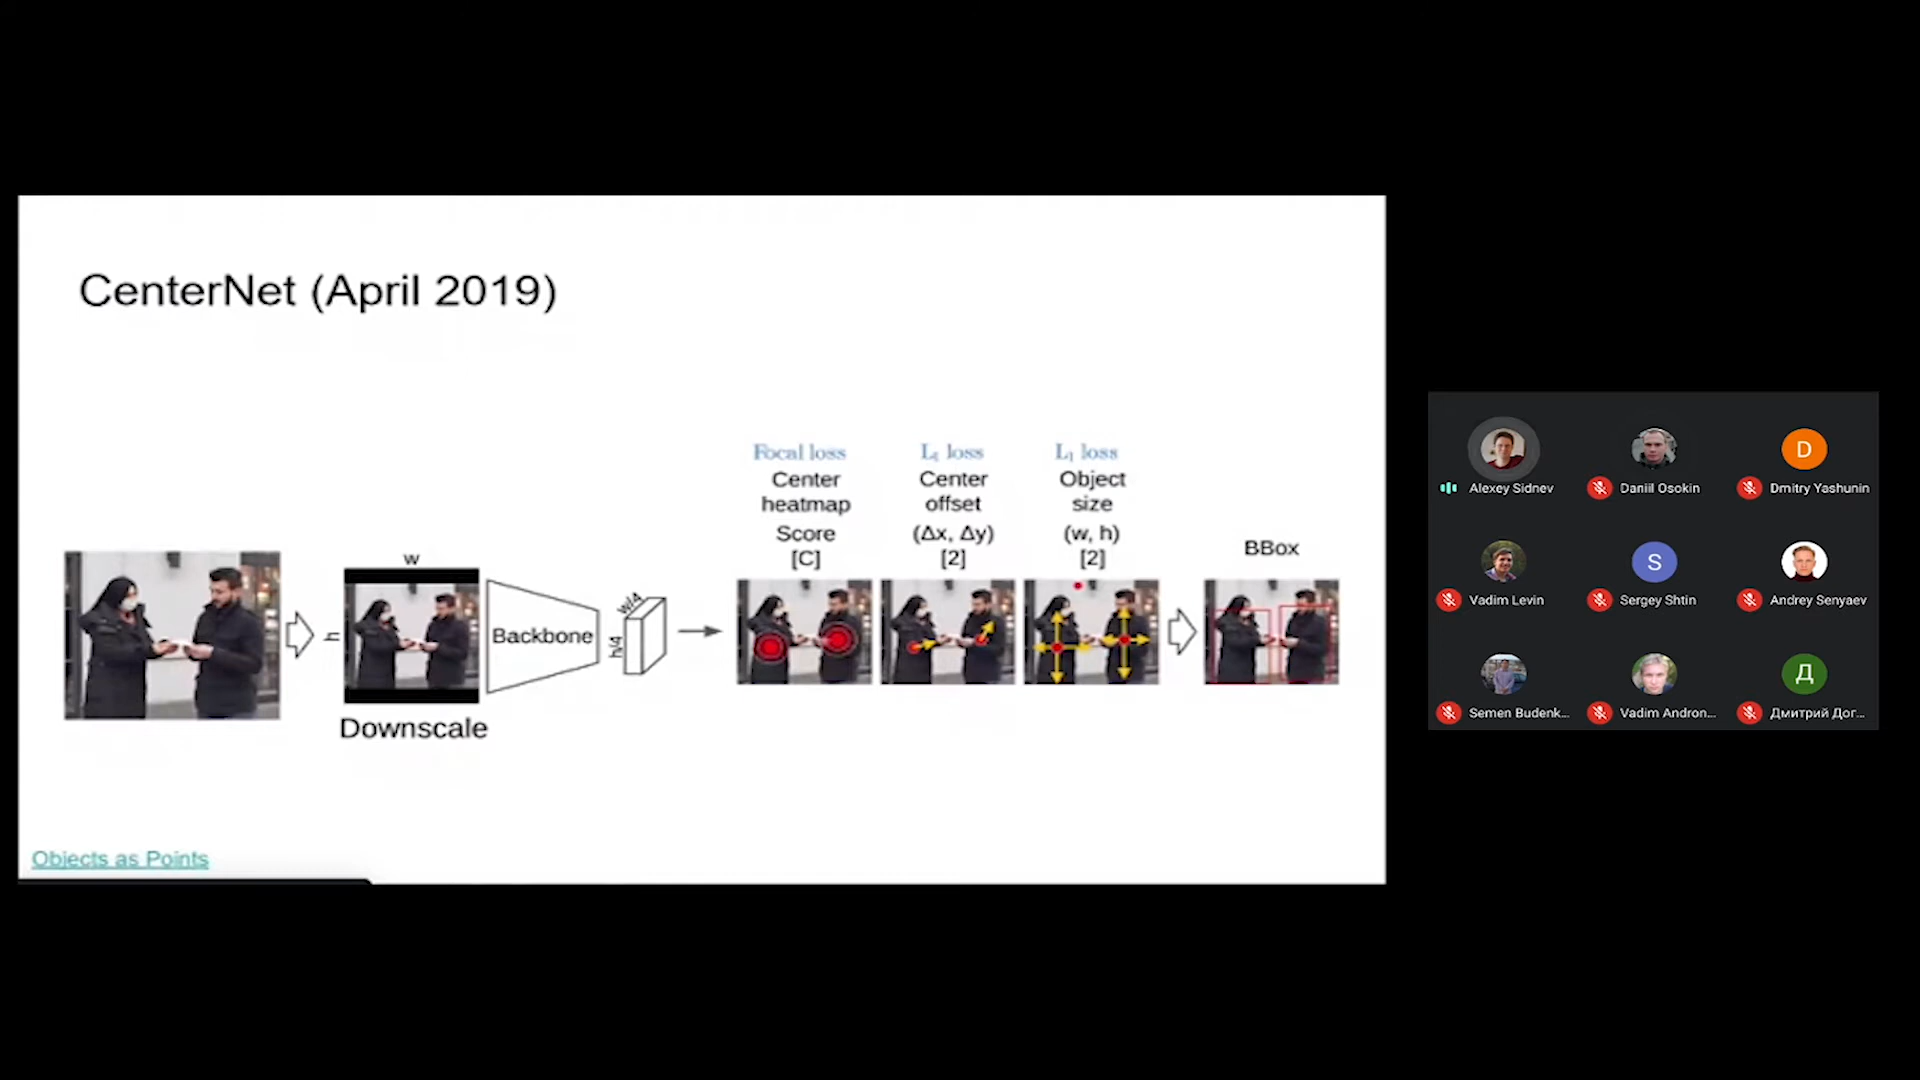 CenterNet (April 2019)
Focal loss
Center
heatmap
Score
[C]
L₁ loss
Center
offset
(Δx, Δy)
[2]
L₁ loss
Object
size
(w, h)
[2]
BBox
w
h
Downscale
Backbone
w/4
h/4
Objects as Points
Alexey Sidnev
Daniil Osokin
D
Dmitry Yashunin
Vadim Levin
S
Sergey Shtin
Andrey Senyaev
Semen Budenk...
Vadim Andron...
Д
Дмитрий Дог...